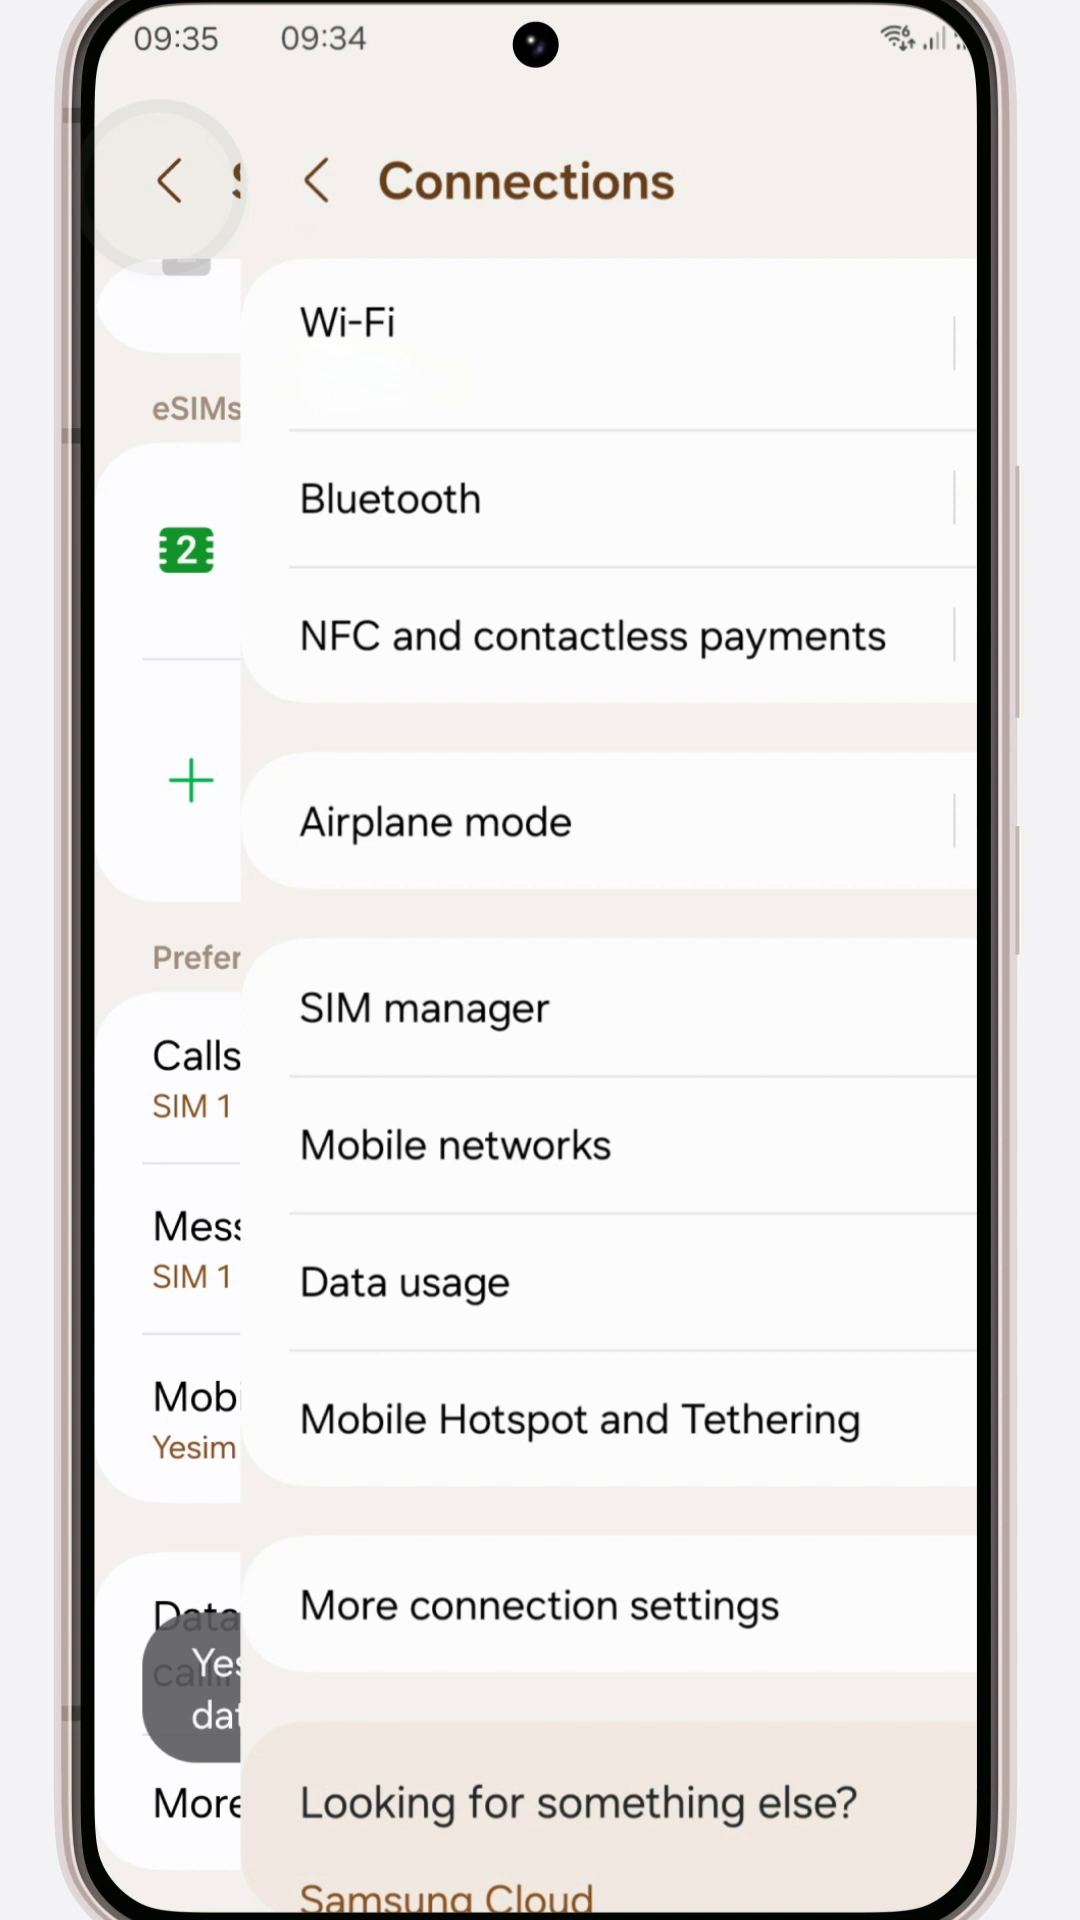 09:35
09:34
Connections
Wi-Fi
eSIMs
Bluetooth
2
NFC and contactless payments
Airplane mode
Prefer
SIM manager
Calls
SIM 1
Mobile networks
Mess
SIM 1
Data usage
Mobi
Yesim
Mobile Hotspot and Tethering
More connection settings
Data
Yes
dat
More
Looking for something else?
Samsung Cloud